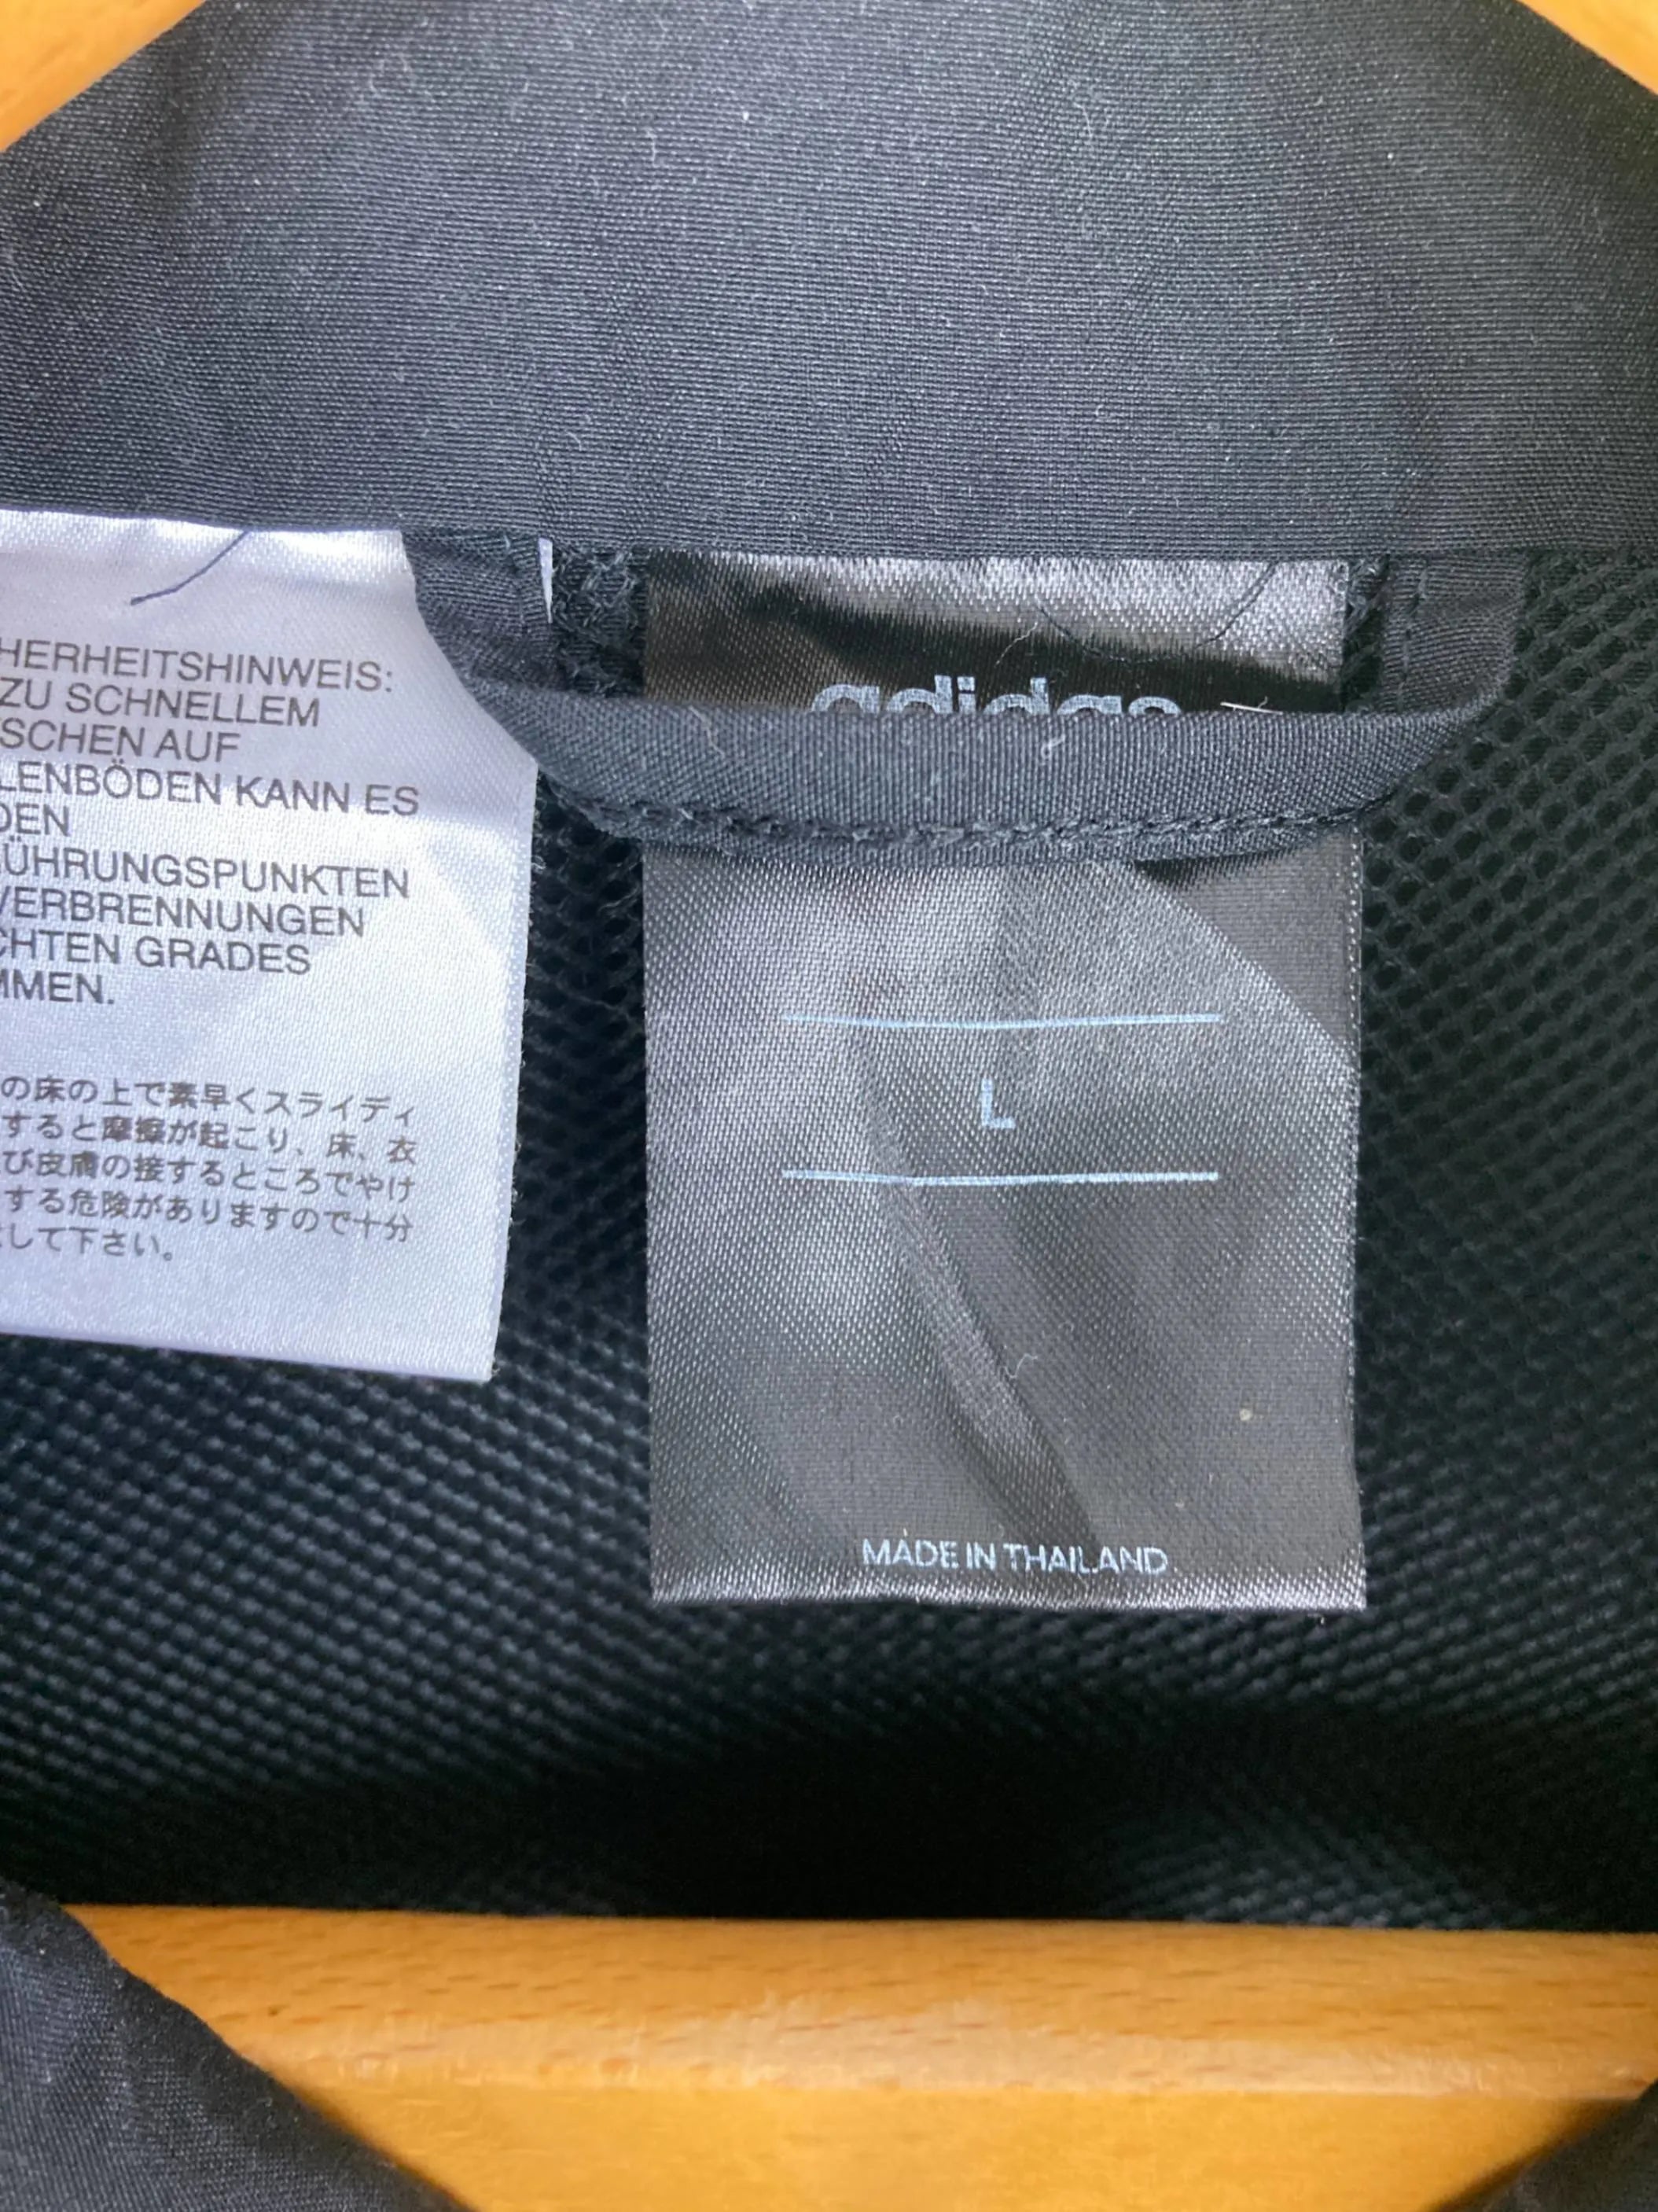 HERHEITSHINWEIS:
ZU SCHNELLEM
SCHEN AUF
LENBÖDEN KANN ES
DEN
ÜHRUNGSPUNKTEN
VERBRENNUNGEN
CHTEN GRADES
MMEN.
の床の上で素早くスライディ
すると摩擦が起こり、床、衣
び皮膚の接するところでやけ
する危険がありますので十分
して下さい。
adidas
L
MADE IN THAILAND